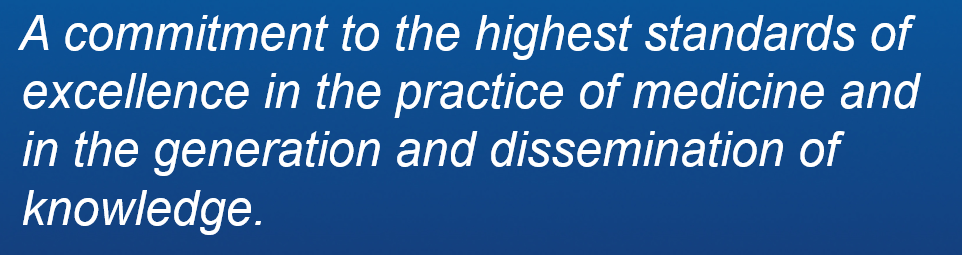 A commitment to the highest standards of
excellence in the practice of medicine and
in the generation and dissemination of
knowledge.